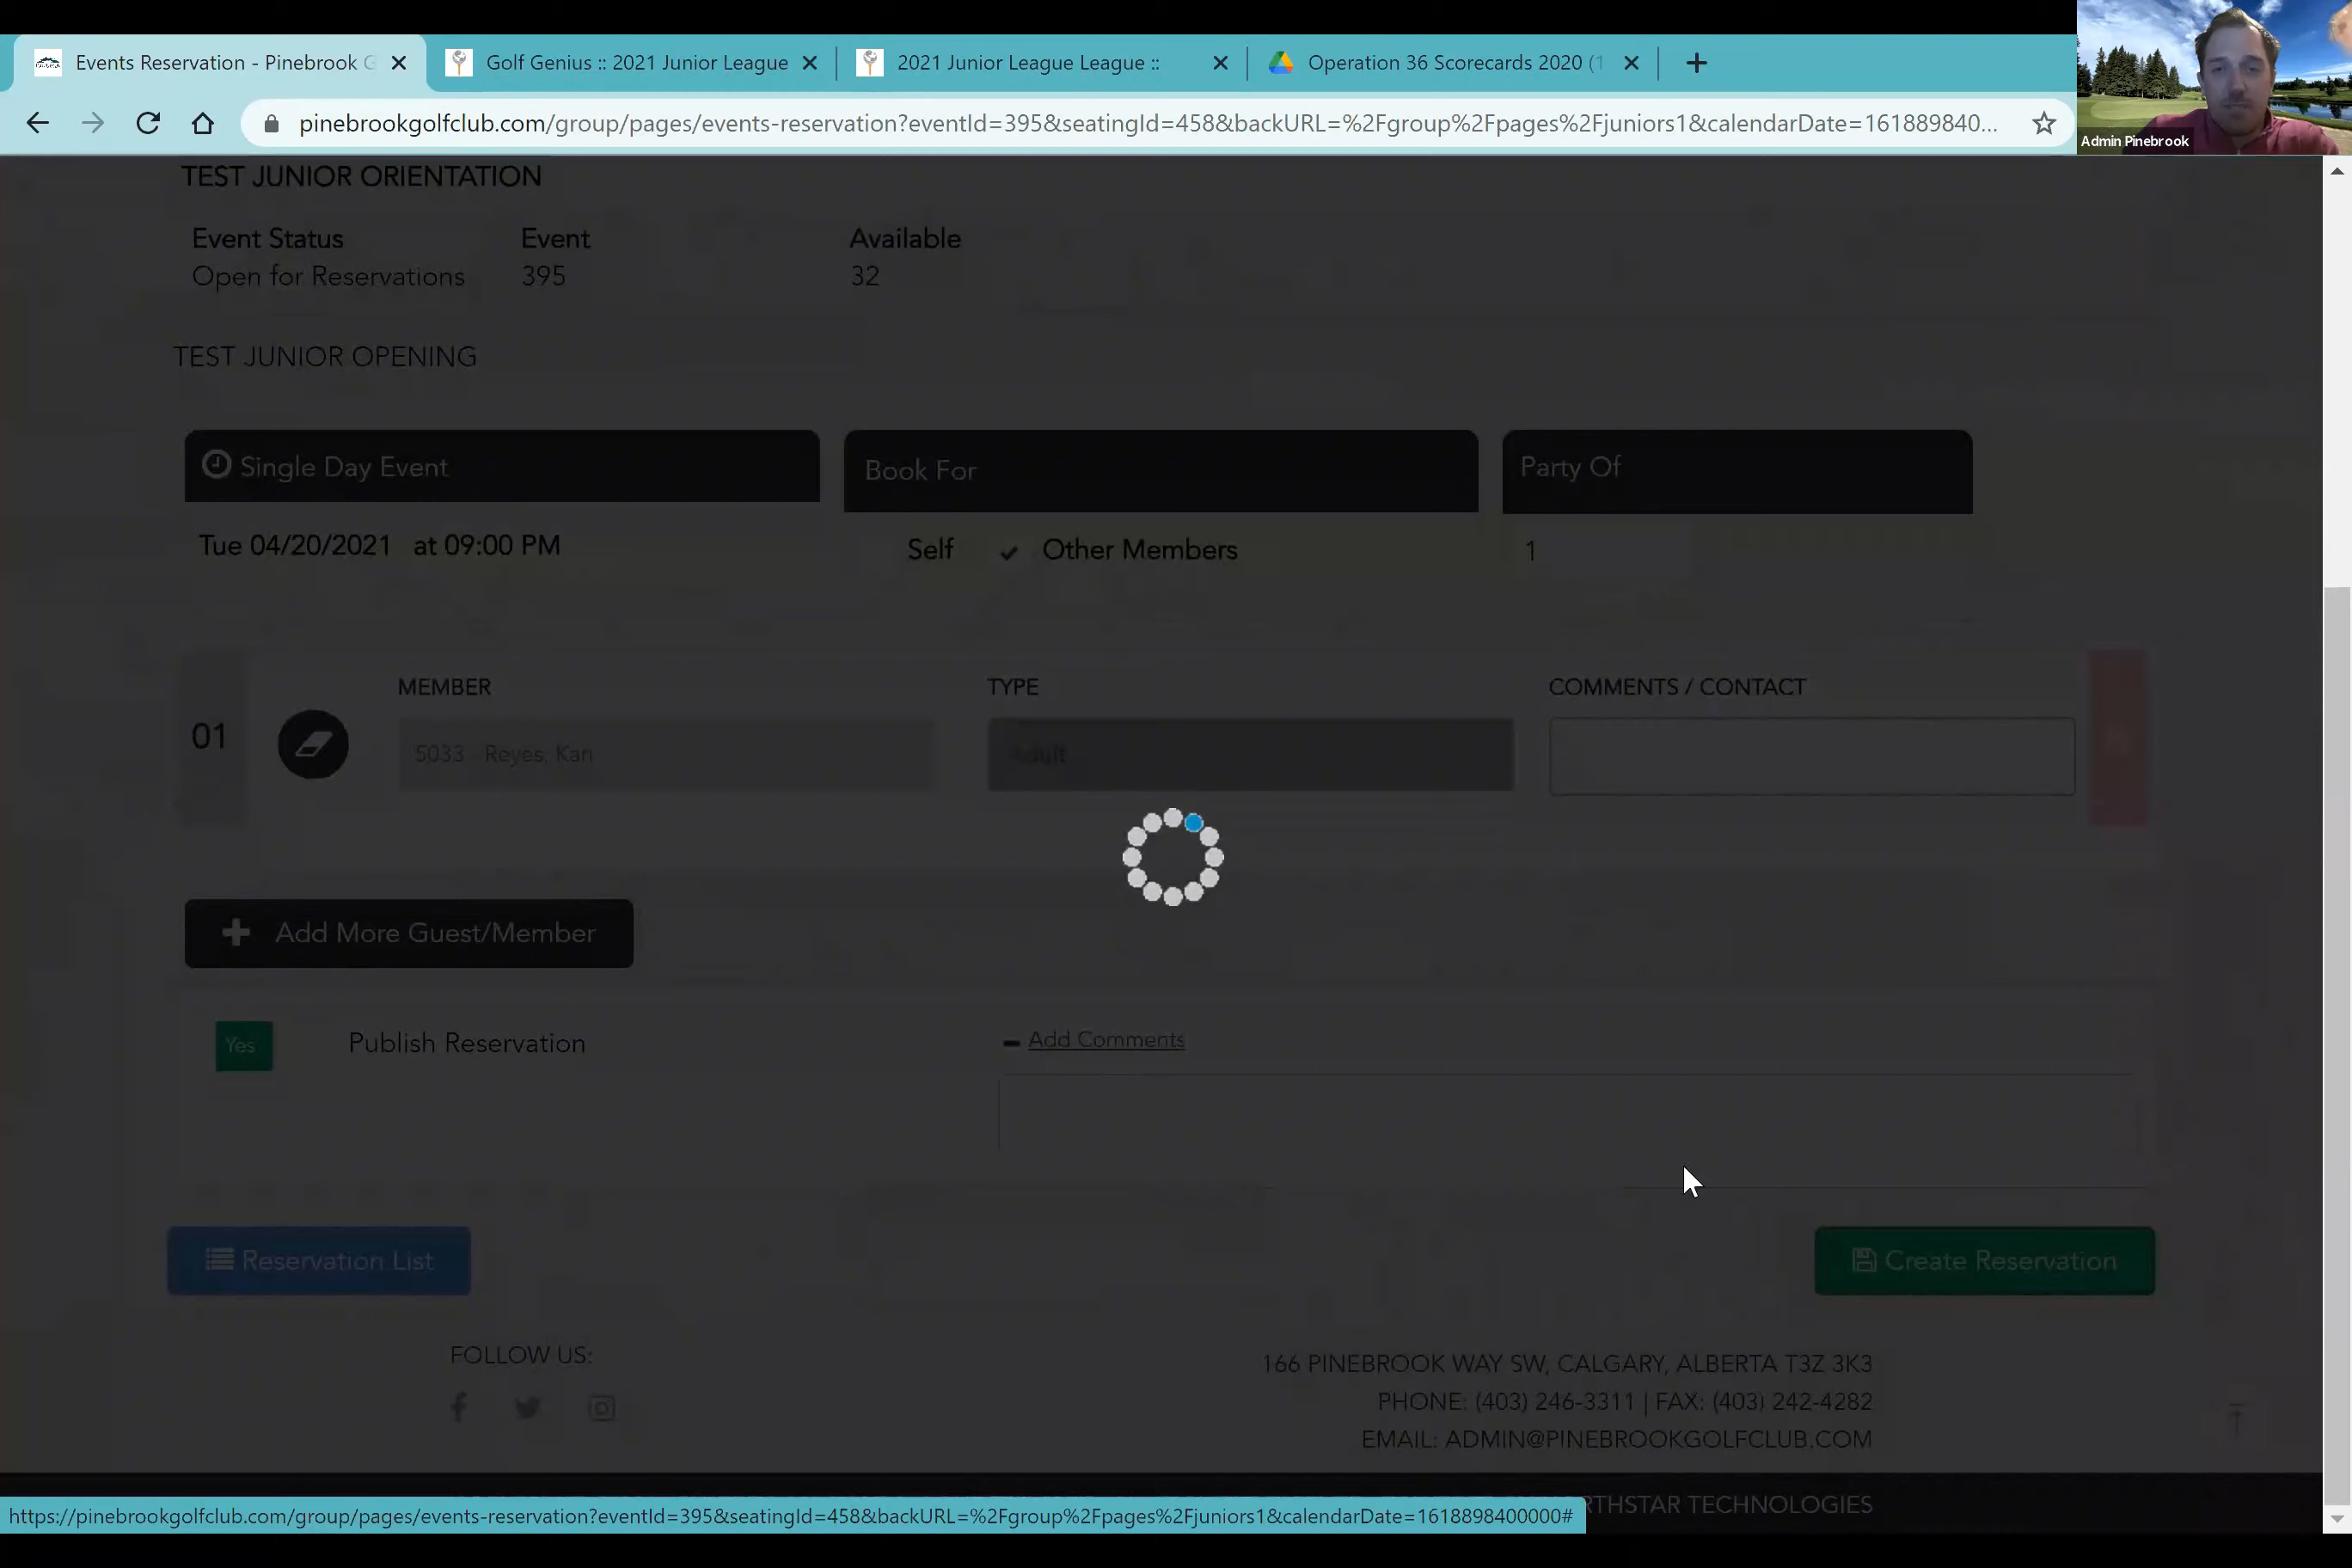 Events Reservation - Pinebrook G
Golf Genius :: 2021 Junior League
2021 Junior League League ::
Operation 36 Scorecards 2020 (1
pinebrookgolfclub.com/group/pages/events-reservation?eventId=395&seatingId=458&backURL=%2Fgroup%2Fpages%2Fjuniors1&calendarDate=161889840...
Admin Pinebrook
TEST JUNIOR ORIENTATION
Event Status Event Available
Open for Reservations 395 32
TEST JUNIOR OPENING
Single Day Event Book For Party Of
Tue 04/20/2021 at 09:00 PM Self Other Members 1
MEMBER TYPE COMMENTS / CONTACT
01 5033 - Reyes, Kan Adult
Add More Guest/Member
Yes Publish Reservation Add Comments
Reservation List Create Reservation
FOLLOW US:
166 PINEBROOK WAY SW, CALGARY, ALBERTA T3Z 3K3
PHONE: (403) 246-3311 | FAX: (403) 242-4282
EMAIL: ADMIN@PINEBROOKGOLFCLUB.COM
RTHSTAR TECHNOLOGIES
https://pinebrookgolfclub.com/group/pages/events-reservation?eventId=395&seatingId=458&backURL=%2Fgroup%2Fpages%2Fjuniors1&calendarDate=1618898400000#